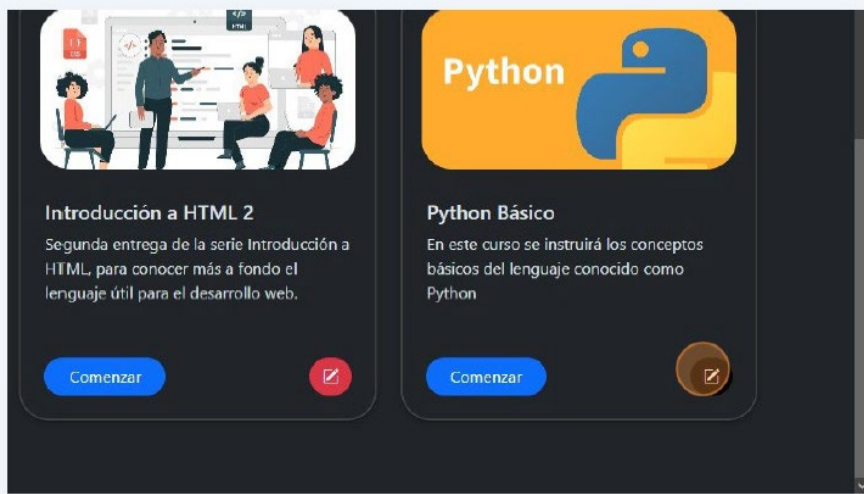 HTML
CSS
Python
Introducción a HTML 2
Segunda entrega de la serie Introducción a
HTML, para conocer más a fondo el
lenguaje útil para el desarrollo web.
Python Básico
En este curso se instruirá los conceptos
básicos del lenguaje conocido como
Python
Comenzar
Comenzar